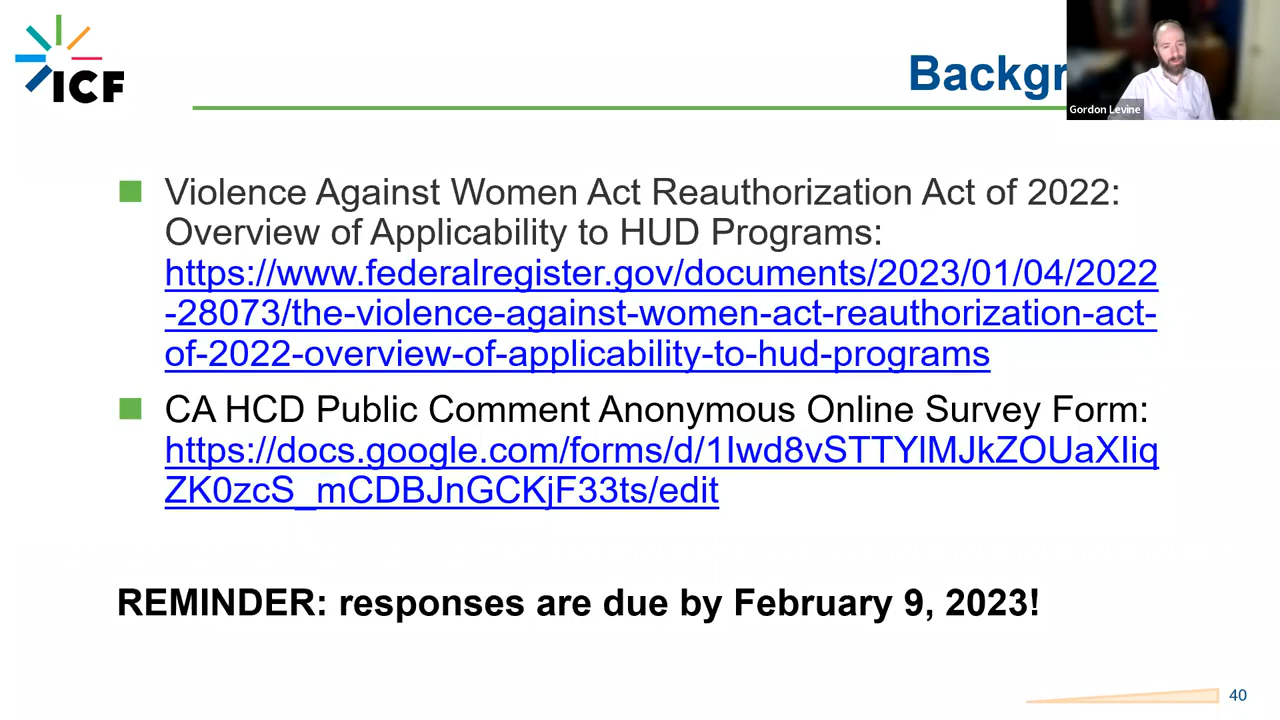 ICF
Backgr
Gordon Levine
Violence Against Women Act Reauthorization Act of 2022:
Overview of Applicability to HUD Programs:
https://www.federalregister.gov/documents/2023/01/04/2022
-28073/the-violence-against-women-act-reauthorization-act-
of-2022-overview-of-applicability-to-hud-programs
CA HCD Public Comment Anonymous Online Survey Form:
https://docs.google.com/forms/d/1Iwd8vSTTYlMJkZOUaXIiq
ZK0zcS_mCDBJnGCKjF33ts/edit
REMINDER: responses are due by February 9, 2023!
40